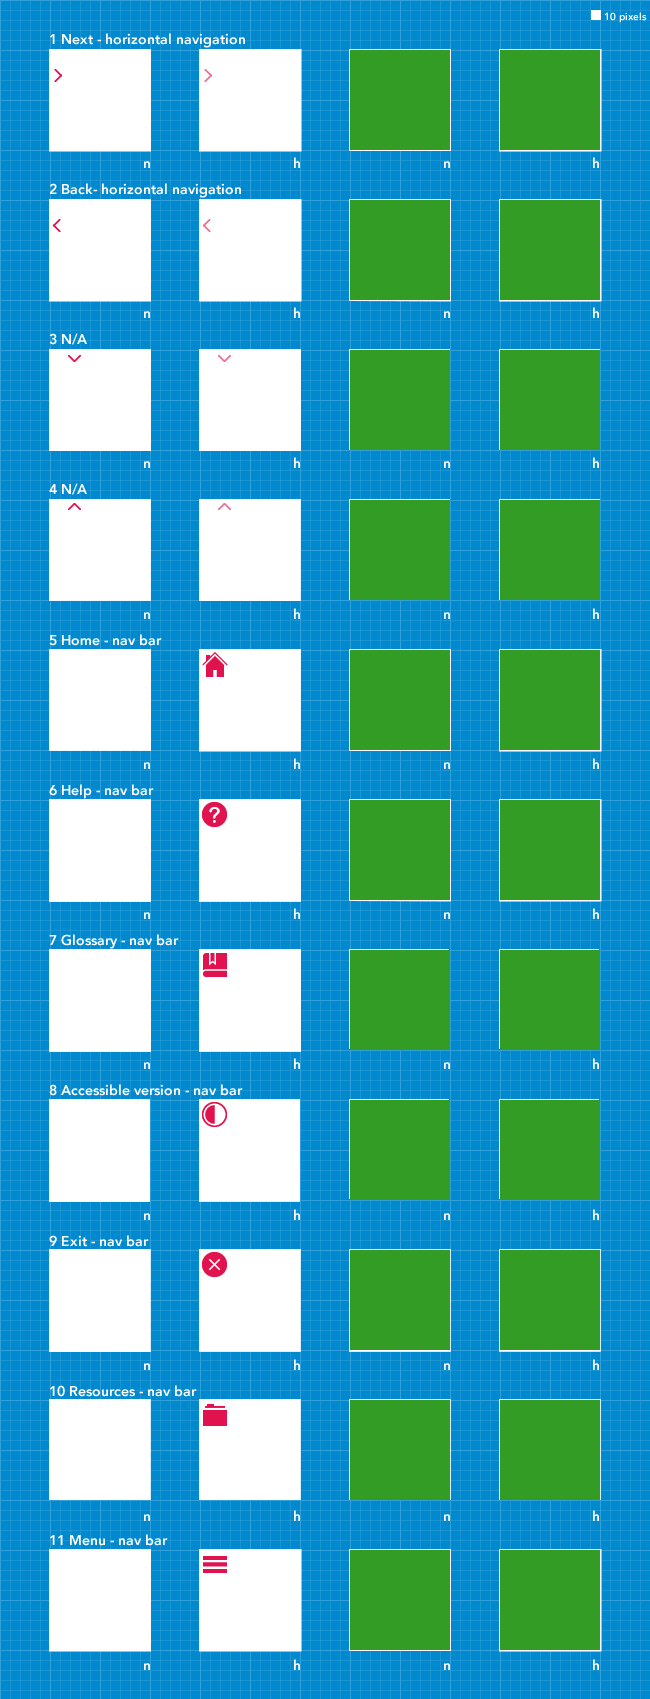 10 pixels
1 Next - horizontal navigation
n h n h
2 Back- horizontal navigation
n h n h
3 N/A
n h n h
4 N/A
n h n h
5 Home - nav bar
n h n h
6 Help - nav bar
n h n h
7 Glossary - nav bar
n h n h
8 Accessible version - nav bar
n h n h
9 Exit - nav bar
n h n h
10 Resources - nav bar
n h n h
11 Menu - nav bar
n h n h